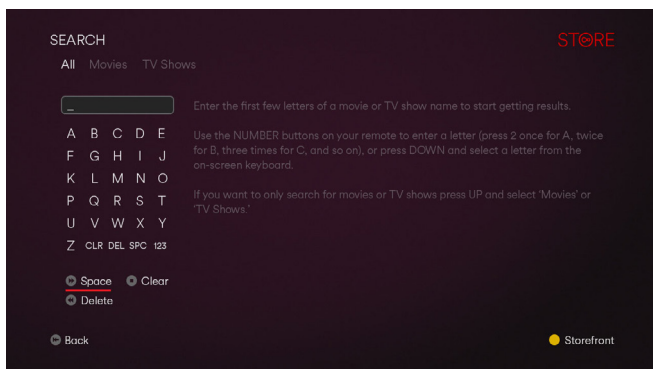 SEARCH
STORE
All Movies TV Shows
_
Enter the first few letters of a movie or TV show name to start getting results.
A B C D E
Use the NUMBER buttons on your remote to enter a letter (press 2 once for A, twice
for B, three times for C, and so on), or press DOWN and select a letter from the
on-screen keyboard.
F G H I J
K L M N O
If you want to only search for movies or TV shows press UP and select 'Movies' or
'TV Shows.'
P Q R S T
U V W X Y
Z CLR DEL SPC 123
Space Clear
Delete
Back
Storefront